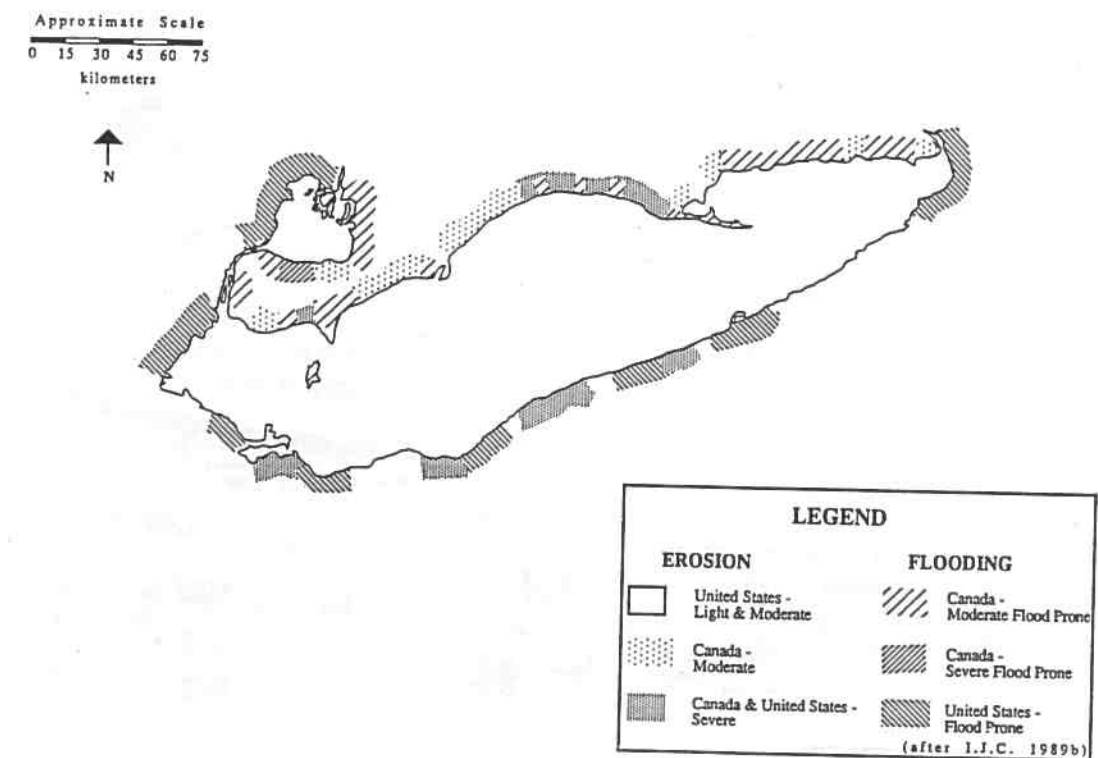 Approximate Scale
0 15 30 45 60 75
kilometers
N
LEGEND
EROSION
United States -
Light & Moderate
Canada -
Moderate
Canada & United States -
Severe
FLOODING
Canada -
Moderate Flood Prone
Canada -
Severe Flood Prone
United States -
Flood Prone
(after I.J.C. 1989b)